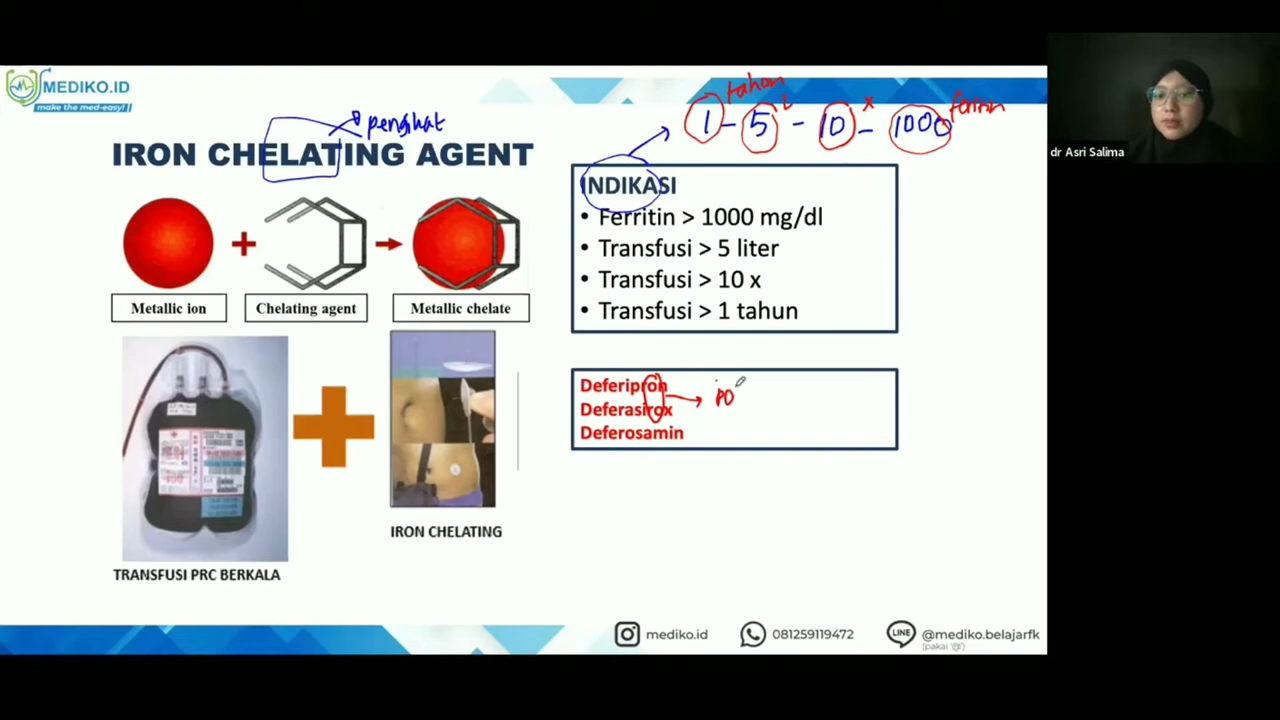 MEDIKO.ID
make the med-easy!
penghat
IRON CHELATING AGENT
Metallic ion
Chelating agent
Metallic chelate
TRANSFUSI PRC BERKALA
IRON CHELATING
1 tahun - 5 L - 10 x - 1000
INDIKASI
• Ferritin > 1000 mg/dl
• Transfusi > 5 liter
• Transfusi > 10 x
• Transfusi > 1 tahun
Deferipron
Deferasirox
Deferosamin
PO
dr Asri Salima
mediko.id
081259119472
LINE
@mediko.belajarfk
(pakai '@')